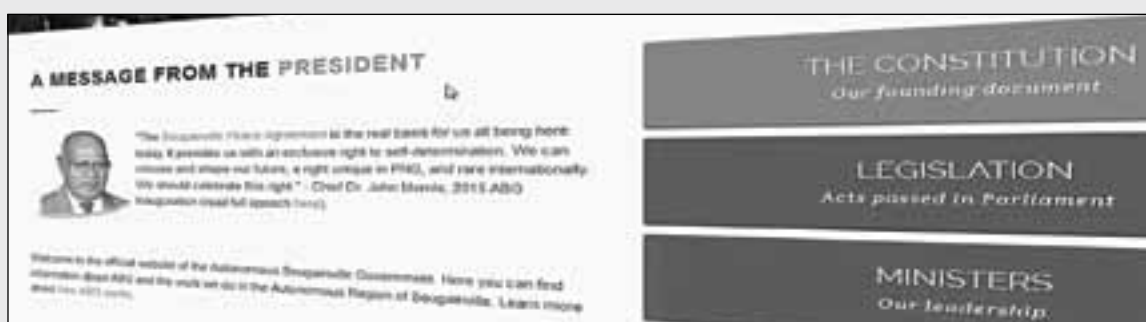 A MESSAGE FROM THE PRESIDENT
"The Bougainville Peace Agreement is the real basis for us all being here
today. It provides us with an exclusive right to self-determination. We can
choose and shape our future, a right unique in PNG, and rare internationally.
We should celebrate this right." - Chief Dr. John Momis, 2015 ABG
Inauguration (read full speech here).
Welcome to the official website of the Autonomous Bougainville Government. Here you can find
information about ABG and the work we do in the Autonomous Region of Bougainville. Learn more
about how ABG works.
THE CONSTITUTION
Our founding document
LEGISLATION
Acts passed in Parliament
MINISTERS
Our leadership